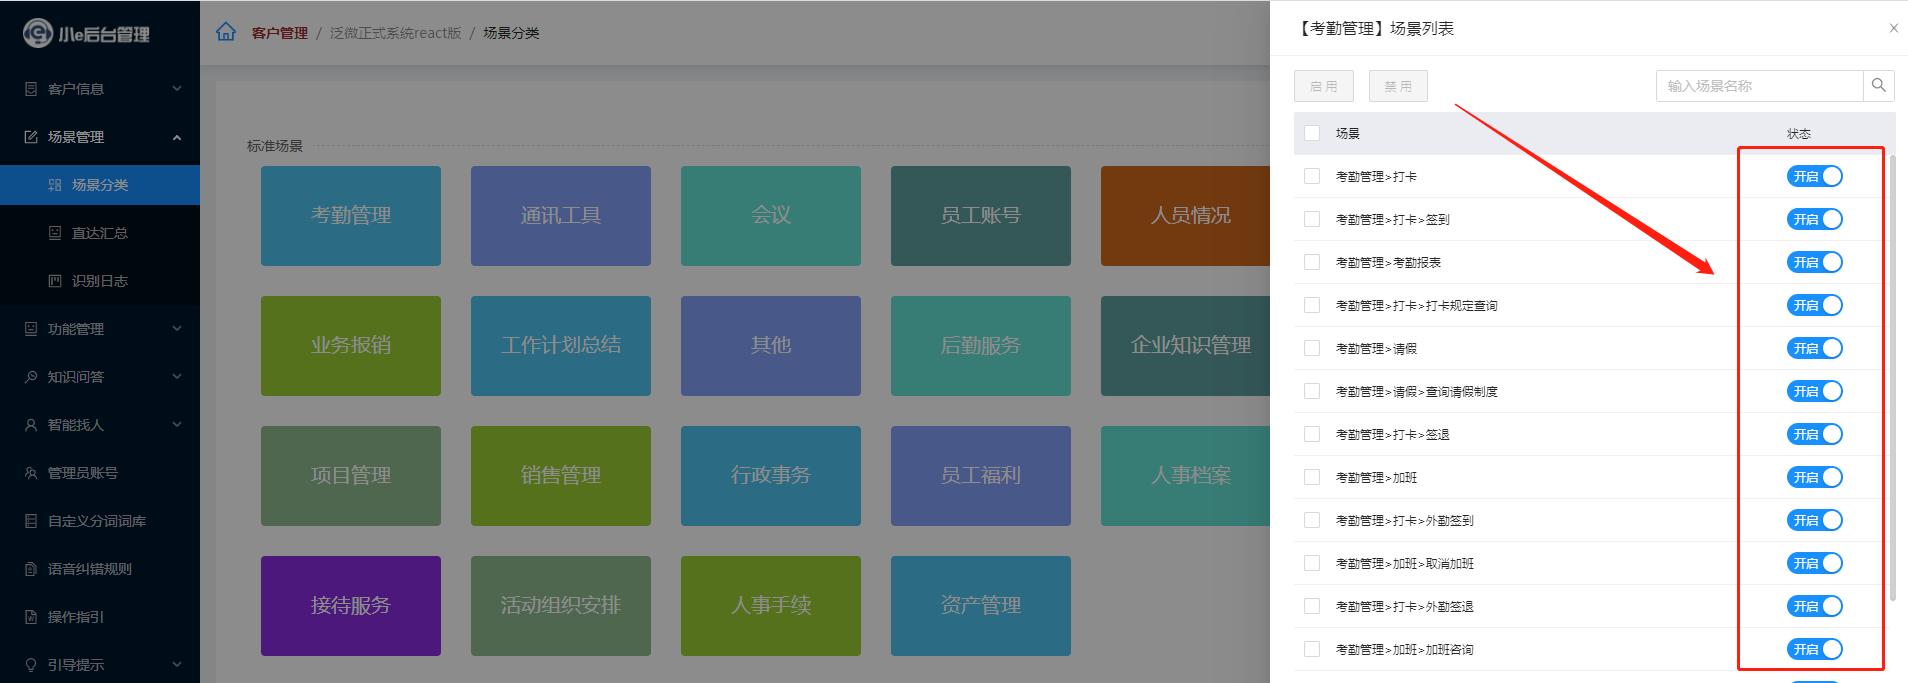 小e后台管理
客户信息
场景管理
场景分类
直达汇总
识别日志
功能管理
知识问答
智能找人
管理员账号
自定义分词词库
语音纠错规则
操作指引
引导提示
客户管理 / 泛微正式系统react版 / 场景分类
标准场景
考勤管理 通讯工具 会议 员工账号 人员情况
业务报销 工作计划总结 其他 后勤服务 企业知识管理
项目管理 销售管理 行政事务 员工福利 人事档案
接待服务 活动组织安排 人事手续 资产管理
【考勤管理】场景列表
启用 禁用 输入场景名称
场景 状态
考勤管理>打卡 开启
考勤管理>打卡>签到 开启
考勤管理>考勤报表 开启
考勤管理>打卡>打卡规定查询 开启
考勤管理>请假 开启
考勤管理>请假>查询请假制度 开启
考勤管理>打卡>签退 开启
考勤管理>加班 开启
考勤管理>打卡>外勤签到 开启
考勤管理>加班>取消加班 开启
考勤管理>打卡>外勤签退 开启
考勤管理>加班>加班咨询 开启